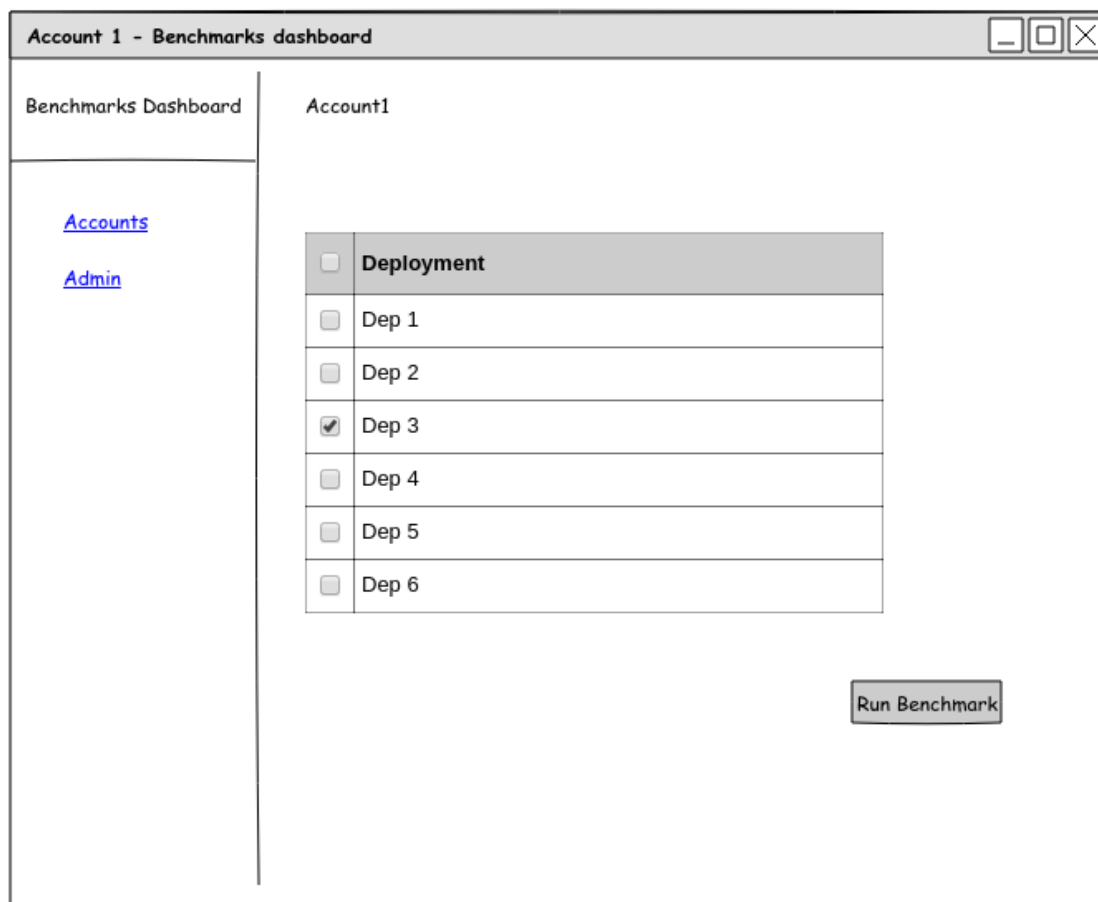 Account 1 - Benchmarks dashboard
Benchmarks Dashboard
Accounts
Admin
Account1
Deployment
Dep 1
Dep 2
Dep 3
Dep 4
Dep 5
Dep 6
Run Benchmark